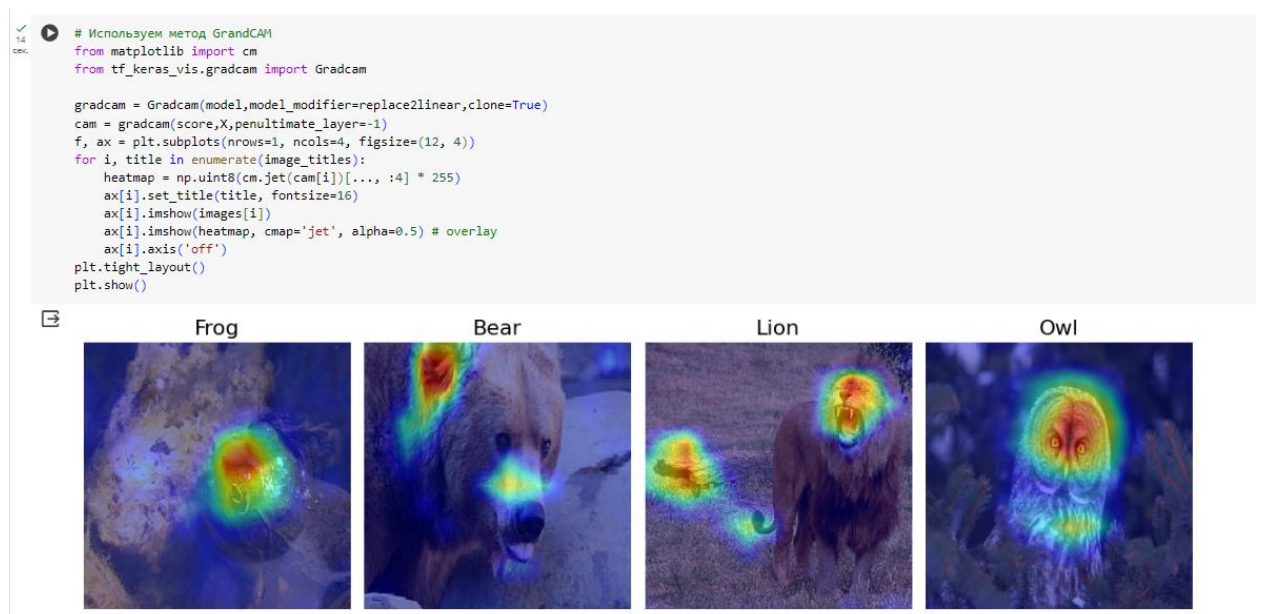 # Используем метод GrandCAM
from matplotlib import cm
from tf_keras_vis.gradcam import Gradcam
gradcam = Gradcam(model,model_modifier=replace2linear,clone=True)
cam = gradcam(score,X,penultimate_layer=-1)
f, ax = plt.subplots(nrows=1, ncols=4, figsize=(12, 4))
for i, title in enumerate(image_titles):
    heatmap = np.uint8(cm.jet(cam[i])[..., :4] * 255)
    ax[i].set_title(title, fontsize=16)
    ax[i].imshow(images[i])
    ax[i].imshow(heatmap, cmap='jet', alpha=0.5) # overlay
    ax[i].axis('off')
plt.tight_layout()
plt.show()
14
сек.
Frog Bear Lion Owl